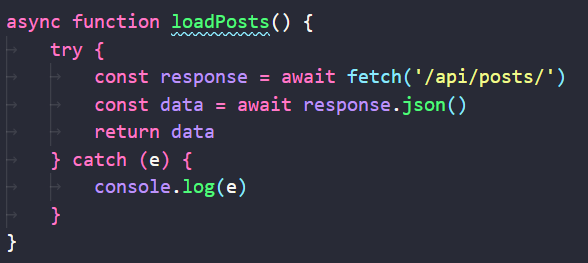 async function loadPosts() {
    try {
        const response = await fetch('/api/posts/')
        const data = await response.json()
        return data
    } catch (e) {
        console.log(e)
    }
}